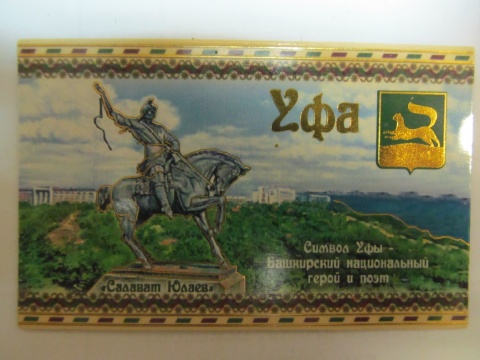 Уфа
Символ Уфы -
Башкирский национальный
герой и поэт
«Салават Юлаев»